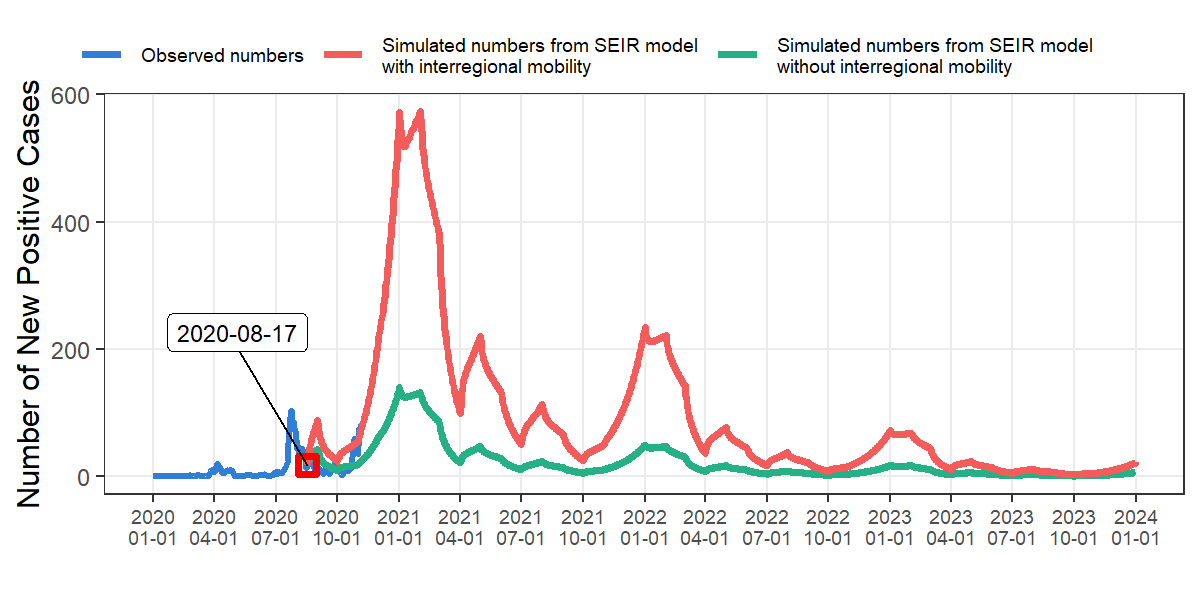 Observed numbers
Simulated numbers from SEIR model
with interregional mobility
Simulated numbers from SEIR model
without interregional mobility
Number of New Positive Cases
600
400
200
0
2020-08-17
2020 2020 2020 2020 2021 2021 2021 2021 2022 2022 2022 2022 2023 2023 2023 2023 2024
01-01 04-01 07-01 10-01 01-01 04-01 07-01 10-01 01-01 04-01 07-01 10-01 01-01 04-01 07-01 10-01 01-01